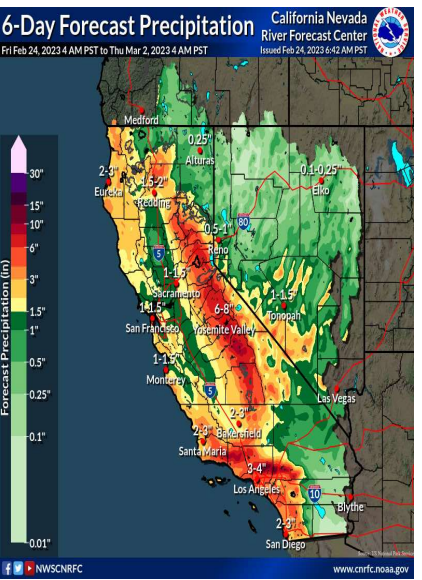 6-Day Forecast Precipitation
California Nevada
River Forecast Center
Fri Feb 24, 2023 4 AM PST to Thu Mar 2, 2023 4 AM PST
Issued Feb 24, 2023 6:42 AM PST
Medford
0.25"
Alturas
2-3"
Eureka
1.5-2"
Redding
0.1-0.25"
Elko
80
0.5-1"
Reno
5
1-1.5"
Sacramento
1-1.5"
San Francisco
6-8"
Yosemite Valley
1-1.5"
Tonopah
1-1.5"
Monterey
5
Las Vegas
2-3"
Bakersfield
2-3"
Santa Maria
3-4"
Los Angeles
10
Blythe
2-3"
San Diego
Forecast Precipitation (in)
30"
15"
10"
6"
3"
1.5"
1"
0.5"
0.25"
0.1"
0.01"
NWSCNRFC
www.cnrfc.noaa.gov